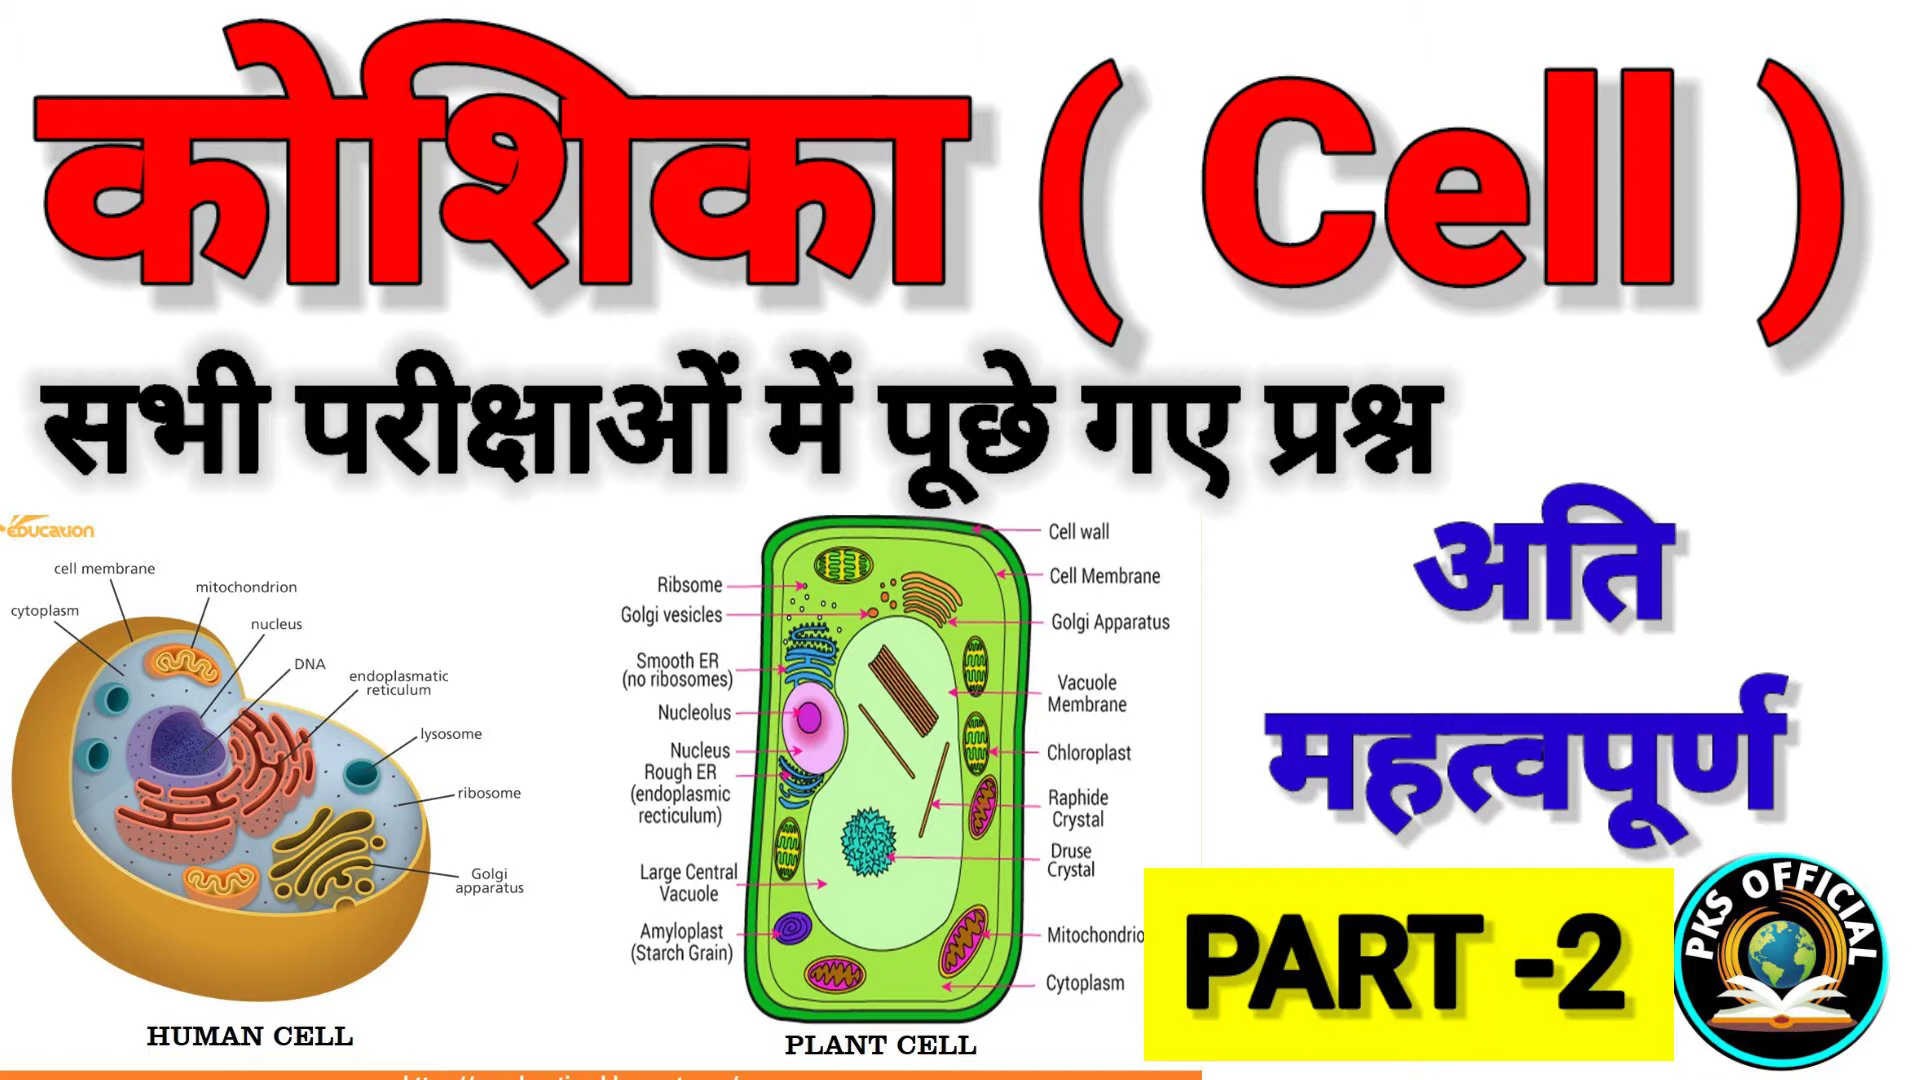 कोशिका ( Cell )
सभी परीक्षाओं में पूछे गए प्रश्न
अति
महत्वपूर्ण
PART -2
PKS OFFICIAL
EDUCATION
cell membrane
mitochondrion
cytoplasm
nucleus
DNA
endoplasmatic
reticulum
lysosome
ribosome
Golgi
apparatus
HUMAN CELL
Ribsome
Golgi vesicles
Smooth ER
(no ribosomes)
Nucleolus
Nucleus
Rough ER
(endoplasmic
recticulum)
Large Central
Vacuole
Amyloplast
(Starch Grain)
Cell wall
Cell Membrane
Golgi Apparatus
Vacuole
Membrane
Chloroplast
Raphide
Crystal
Druse
Crystal
Mitochondrio
Cytoplasm
PLANT CELL